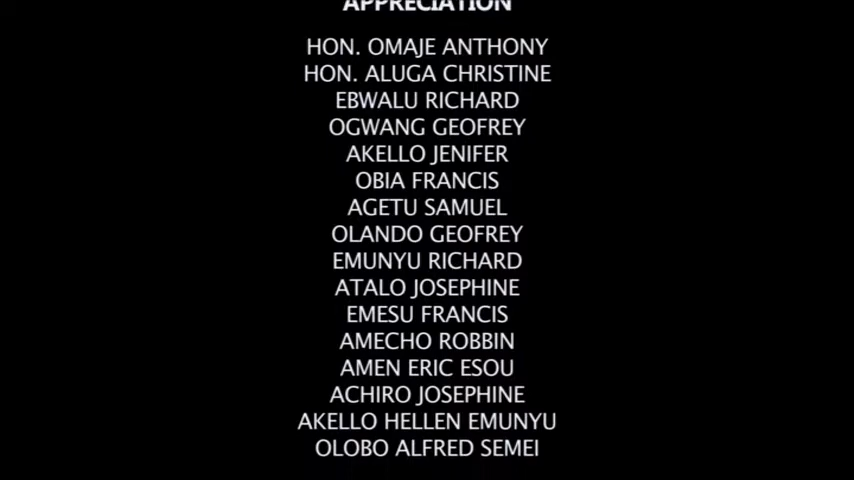 APPRECIATION
HON. OMAJE ANTHONY
HON. ALUGA CHRISTINE
EBWALU RICHARD
OGWANG GEOFREY
AKELLO JENIFER
OBIA FRANCIS
AGETU SAMUEL
OLANDO GEOFREY
EMUNYU RICHARD
ATALO JOSEPHINE
EMESU FRANCIS
AMECHO ROBBIN
AMEN ERIC ESOU
ACHIRO JOSEPHINE
AKELLO HELLEN EMUNYU
OLOBO ALFRED SEMEI